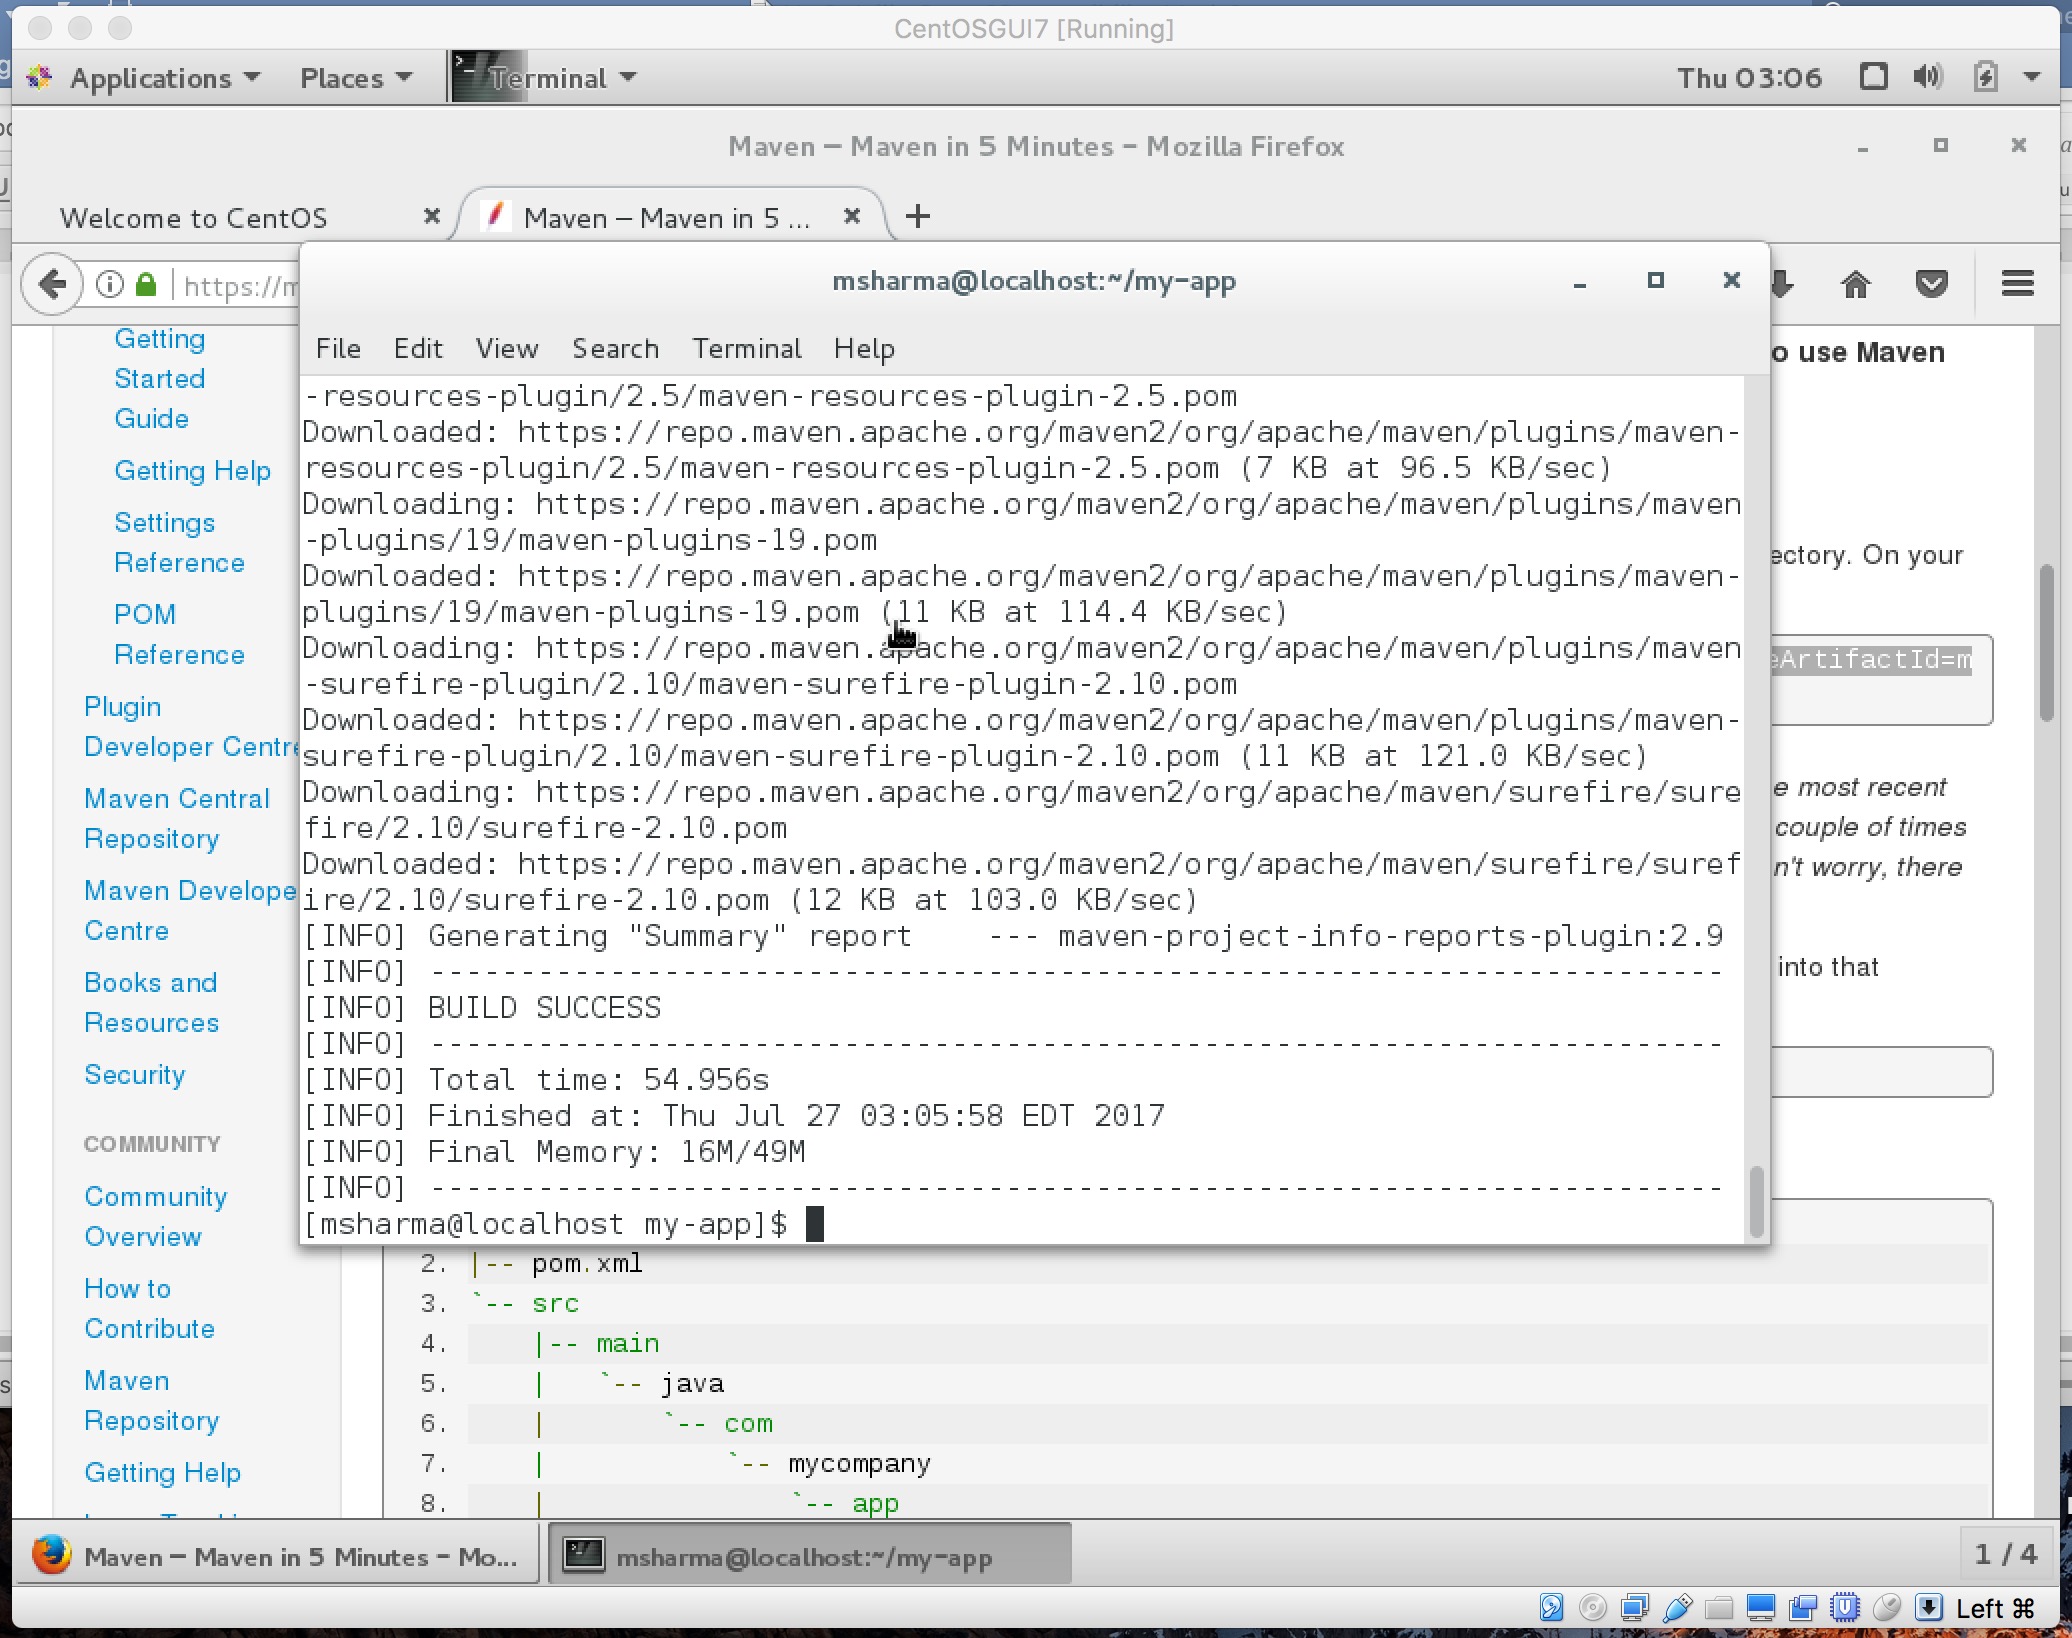 CentOSGUI7 [Running]
Applications Places Terminal Thu 03:06
Maven – Maven in 5 Minutes – Mozilla Firefox
Welcome to CentOS Maven – Maven in 5 ...
https://m
msharma@localhost:~/my-app
File Edit View Search Terminal Help
-resources-plugin/2.5/maven-resources-plugin-2.5.pom
Downloaded: https://repo.maven.apache.org/maven2/org/apache/maven/plugins/maven-
resources-plugin/2.5/maven-resources-plugin-2.5.pom (7 KB at 96.5 KB/sec)
Downloading: https://repo.maven.apache.org/maven2/org/apache/maven/plugins/maven
-plugins/19/maven-plugins-19.pom
Downloaded: https://repo.maven.apache.org/maven2/org/apache/maven/plugins/maven-
plugins/19/maven-plugins-19.pom (11 KB at 114.4 KB/sec)
Downloading: https://repo.maven.apache.org/maven2/org/apache/maven/plugins/maven
-surefire-plugin/2.10/maven-surefire-plugin-2.10.pom
Downloaded: https://repo.maven.apache.org/maven2/org/apache/maven/plugins/maven-
surefire-plugin/2.10/maven-surefire-plugin-2.10.pom (11 KB at 121.0 KB/sec)
Downloading: https://repo.maven.apache.org/maven2/org/apache/maven/surefire/sure
fire/2.10/surefire-2.10.pom
Downloaded: https://repo.maven.apache.org/maven2/org/apache/maven/surefire/suref
ire/2.10/surefire-2.10.pom (12 KB at 103.0 KB/sec)
[INFO] Generating "Summary" report    --- maven-project-info-reports-plugin:2.9
[INFO] ------------------------------------------------------------------------
[INFO] BUILD SUCCESS
[INFO] ------------------------------------------------------------------------
[INFO] Total time: 54.956s
[INFO] Finished at: Thu Jul 27 03:05:58 EDT 2017
[INFO] Final Memory: 16M/49M
[INFO] ------------------------------------------------------------------------
[msharma@localhost my-app]$
Getting
Started
Guide
Getting Help
Settings
Reference
POM
Reference
Plugin
Developer Centre
Maven Central
Repository
Maven Develope
Centre
Books and
Resources
Security
COMMUNITY
Community
Overview
How to
Contribute
Maven
Repository
Getting Help
o use Maven
ectory. On your
eArtifactId=m
e most recent
couple of times
n't worry, there
into that
2. |-- pom.xml
3. `-- src
4.     |-- main
5.     |   `-- java
6.     |       `-- com
7.     |           `-- mycompany
8.     |               `-- app
Maven – Maven in 5 Minutes – Mo... msharma@localhost:~/my-app 1 / 4
Left ⌘